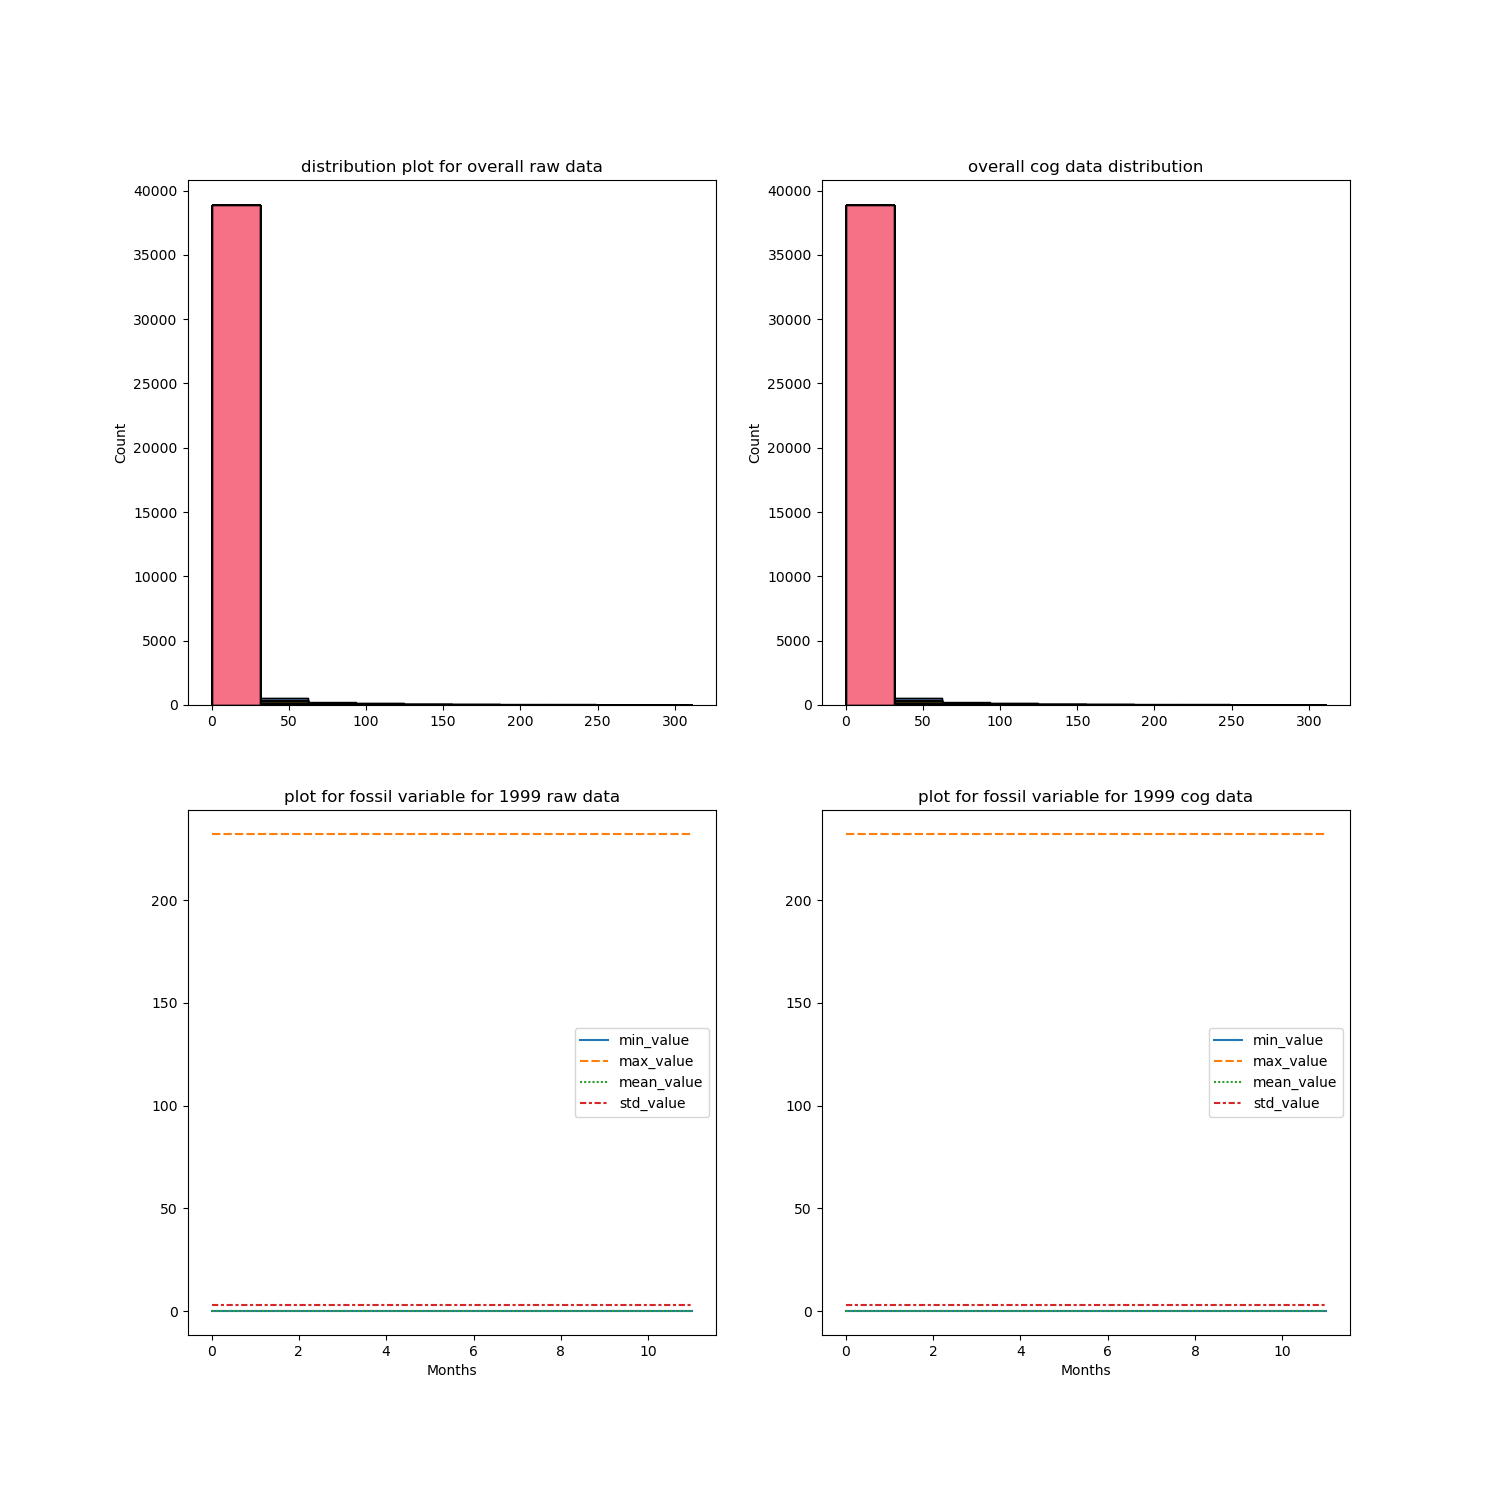 distribution plot for overall raw data
40000
35000
30000
25000
20000
15000
10000
5000
0
Count
0 50 100 150 200 250 300
overall cog data distribution
40000
35000
30000
25000
20000
15000
10000
5000
0
Count
0 50 100 150 200 250 300
plot for fossil variable for 1999 raw data
200
150
100
50
0
min_value
max_value
mean_value
std_value
0 2 4 6 8 10
Months
plot for fossil variable for 1999 cog data
200
150
100
50
0
min_value
max_value
mean_value
std_value
0 2 4 6 8 10
Months